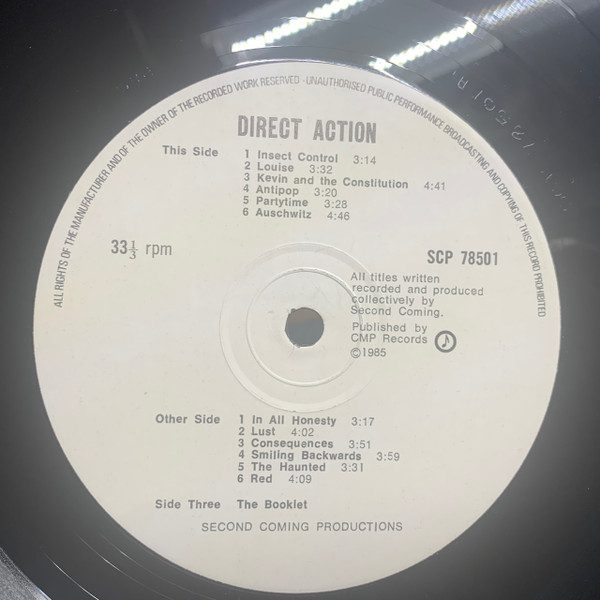 ALL RIGHTS OF THE MANUFACTURER AND OF THE OWNER OF THE RECORDED WORK RESERVED - UNAUTHORISED PUBLIC PERFORMANCE BROADCASTING AND COPYING OF THIS RECORD PROHIBITED
DIRECT ACTION
This Side 1 Insect Control 3:14
2 Louise 3:32
3 Kevin and the Constitution 4:41
4 Antipop 3:20
5 Partytime 3:28
6 Auschwitz 4:46
33⅓ rpm
SCP 78501
All titles written
recorded and produced
collectively by
Second Coming.
Published by
CMP Records
©1985
Other Side 1 In All Honesty 3:17
2 Lust 4:02
3 Consequences 3:51
4 Smiling Backwards 3:59
5 The Haunted 3:31
6 Red 4:09
Side Three The Booklet
SECOND COMING PRODUCTIONS